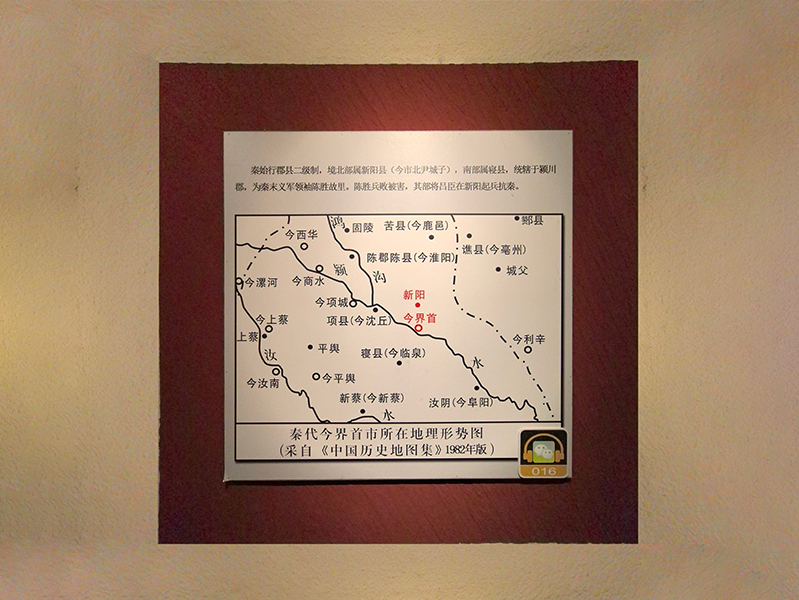 秦始行郡县二级制，境北部属新阳县（今市北尹城子），南部属寝县，统辖于颍川
郡，为秦末义军领袖陈胜故里。陈胜兵败被害，其部将吕臣在新阳起兵抗秦。
鸿
固陵
苦县(今鹿邑)
酂县
今西华
谯县(今亳州)
陈郡陈县(今淮阳)
城父
颍
沟
今漯河
今商水
新阳
今项城
项县(今沈丘)
今界首
今上蔡
上蔡
今利辛
汝
平舆
寝县(今临泉)
水
今汝南
今平舆
新蔡(今新蔡)
汝阴(今阜阳)
水
秦代今界首市所在地理形势图
(采自《中国历史地图集》1982年版)
016